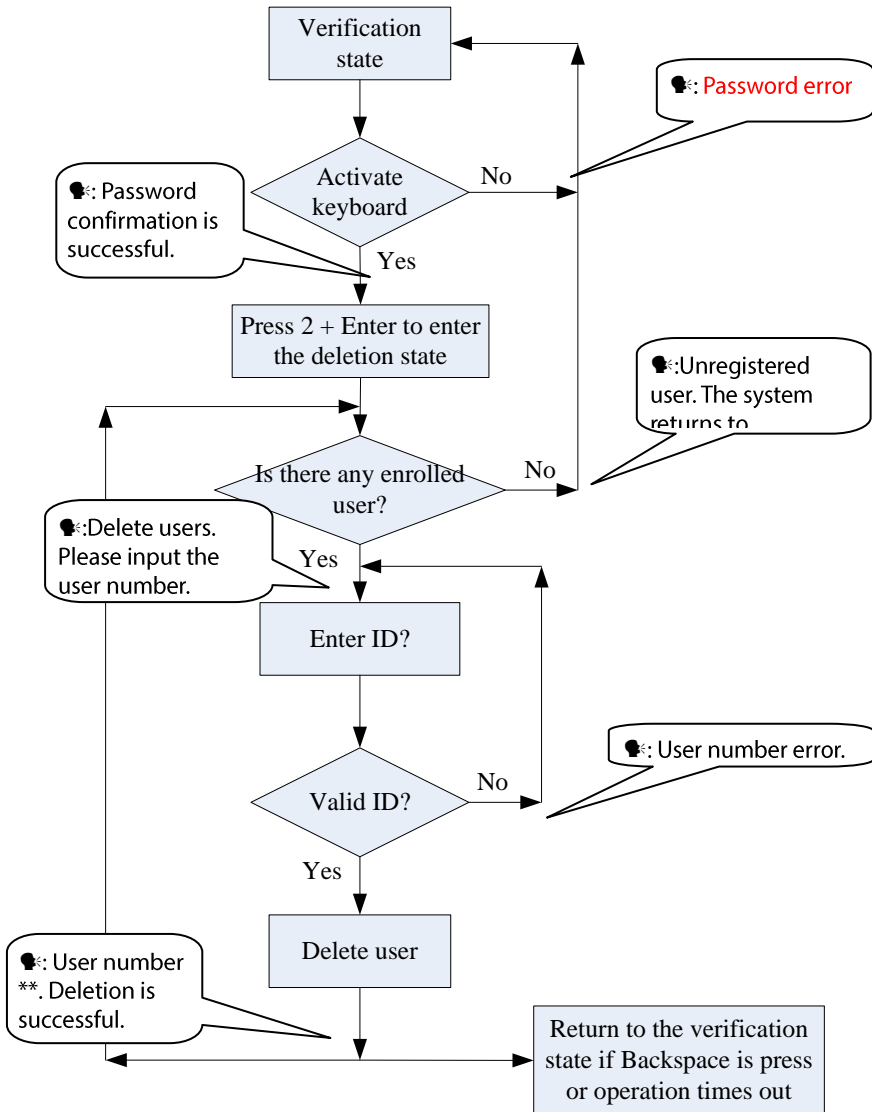 Verification
state
🗣: Password error
Activate
keyboard
No
🗣: Password
confirmation is
successful.
Yes
Press 2 + Enter to enter
the deletion state
🗣:Unregistered
user. The system
returns to
Is there any enrolled
user?
No
🗣:Delete users.
Please input the
user number.
Yes
Enter ID?
🗣: User number error.
Valid ID?
No
Yes
Delete user
🗣: User number
**. Deletion is
successful.
Return to the verification
state if Backspace is press
or operation times out